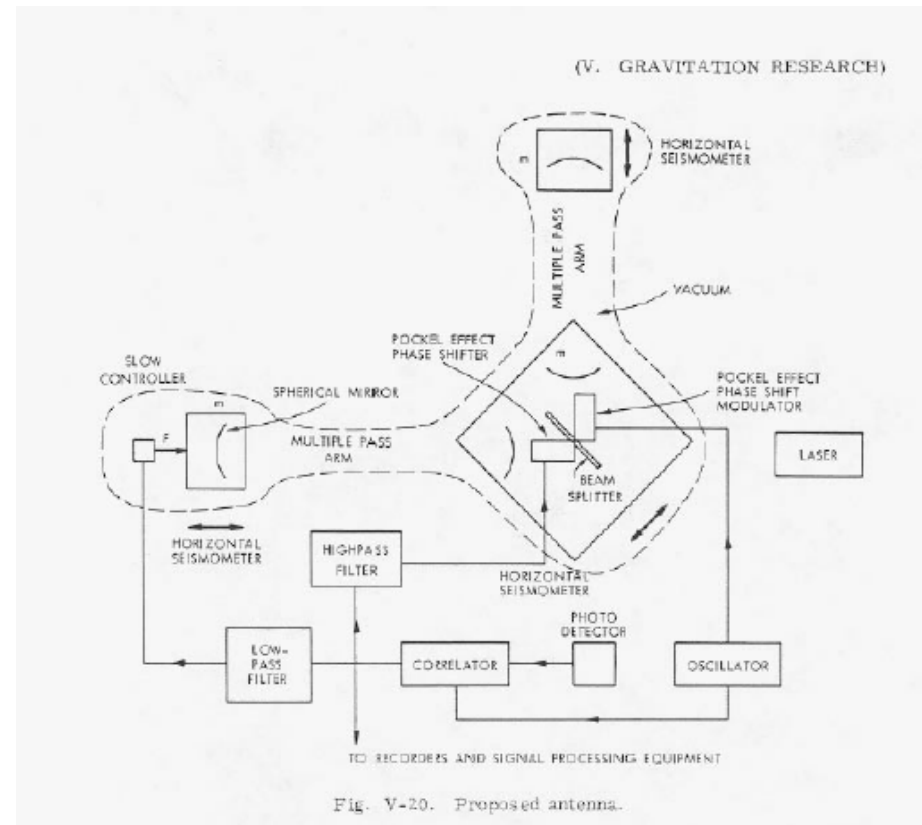 (V. GRAVITATION RESEARCH)
m
HORIZONTAL
SEISMOMETER
MULTIPLE PASS
ARM
VACUUM
POCKEL EFFECT
PHASE SHIFTER
m
SLOW
CONTROLLER
SPHERICAL MIRROR
m
POCKEL EFFECT
PHASE SHIFT
MODULATOR
F
MULTIPLE PASS
ARM
LASER
BEAM
SPLITTER
HORIZONTAL
SEISMOMETER
HIGHPASS
FILTER
HORIZONTAL
SEISMOMETER
PHOTO
DETECTOR
LOW-
PASS
FILTER
CORRELATOR
OSCILLATOR
TO RECORDERS AND SIGNAL PROCESSING EQUIPMENT
Fig. V-20. Proposed antenna.